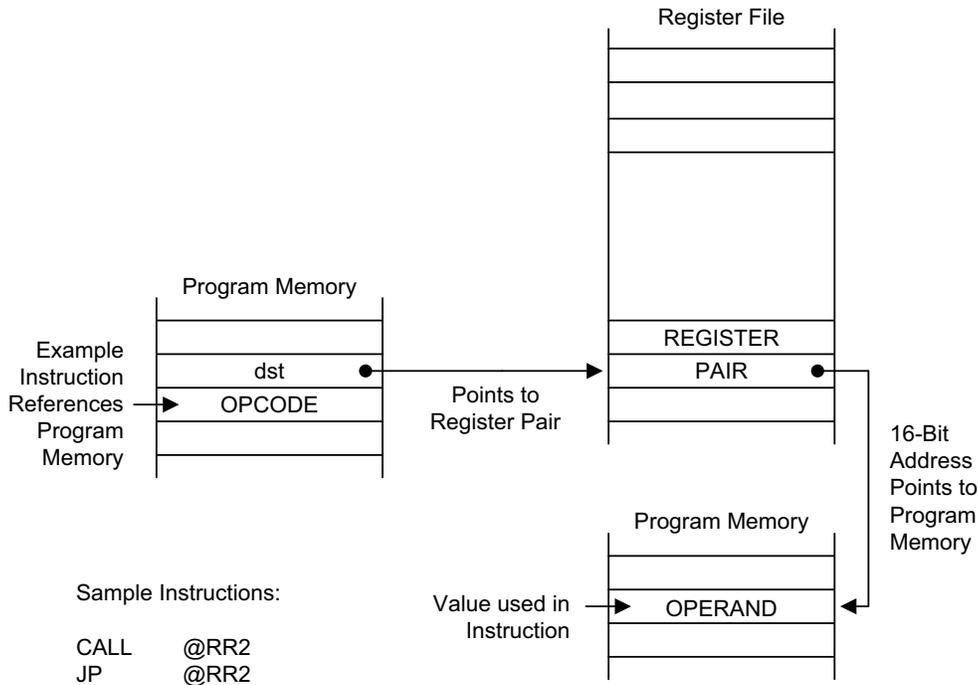 Register File
Program Memory
REGISTER
Example
Instruction
References
Program
Memory
dst
PAIR
OPCODE
Points to
Register Pair
16-Bit
Address
Points to
Program
Memory
Program Memory
Sample Instructions:
Value used in
Instruction
OPERAND
CALL @RR2
JP @RR2